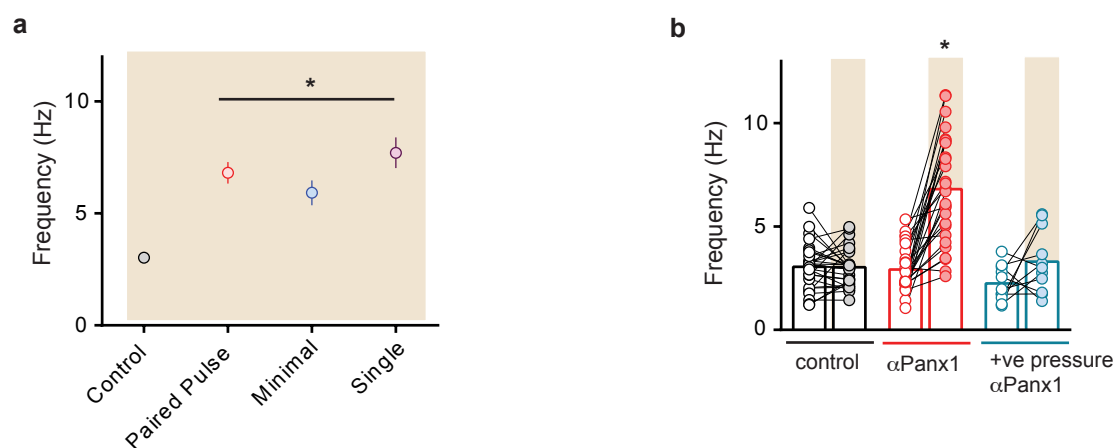 a
Frequency (Hz)
10
5
0
*
Control
Paired Pulse
Minimal
Single
b
Frequency (Hz)
10
5
0
*
control
αPanx1
+ve pressure
αPanx1